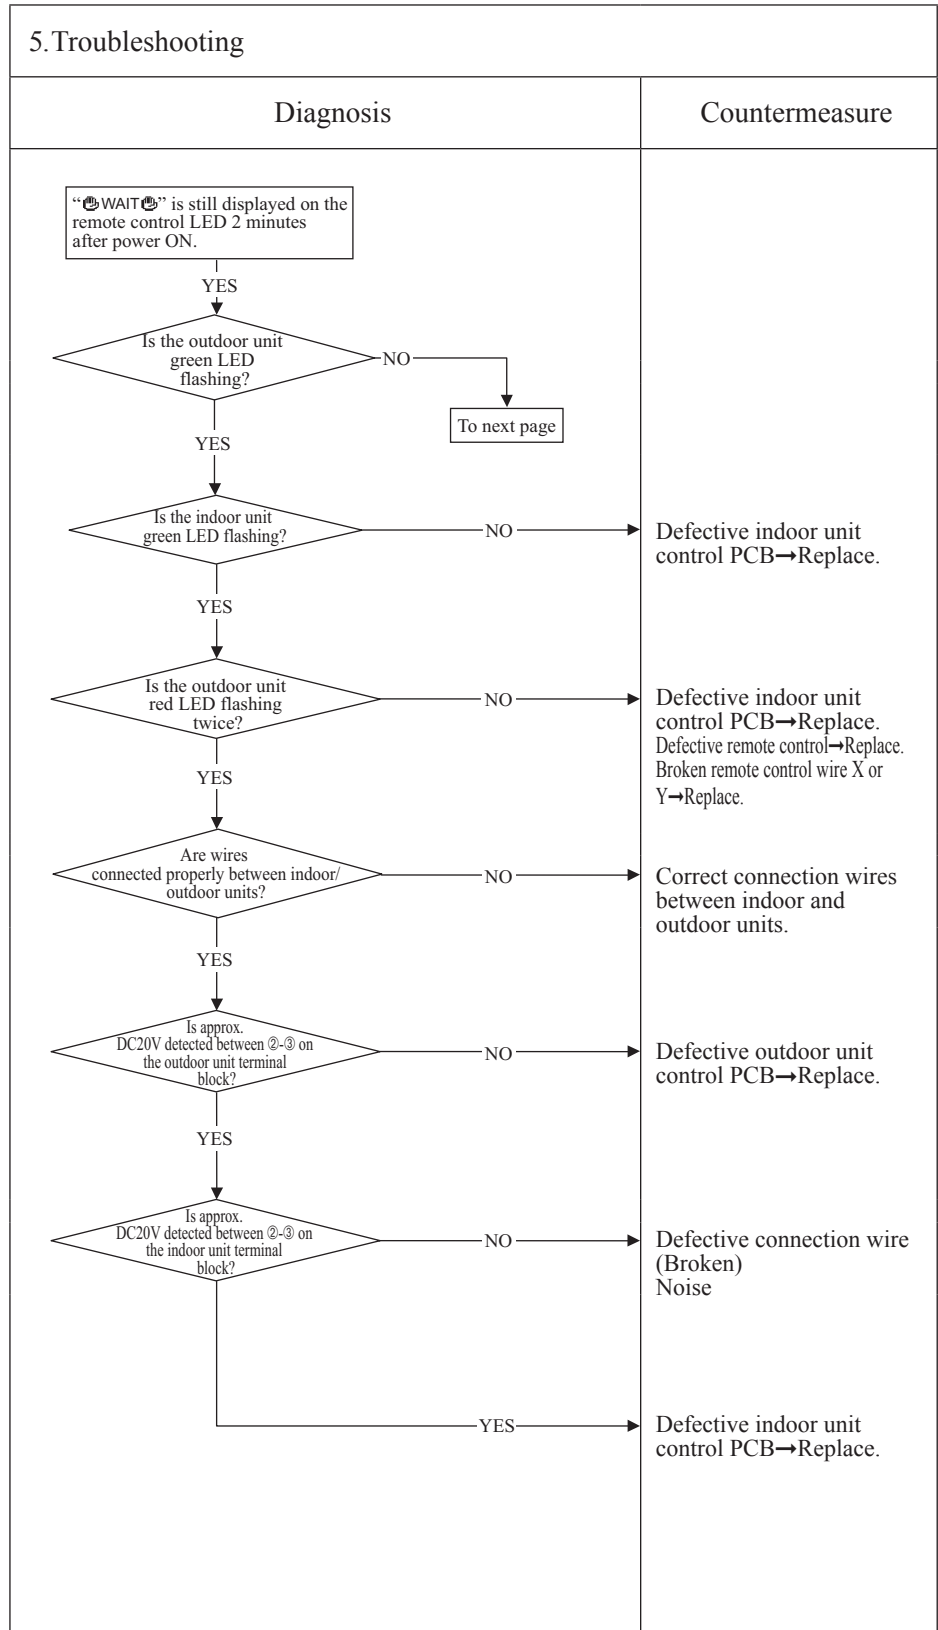 5.Troubleshooting
Diagnosis
Countermeasure
“WAIT” is still displayed on the
remote control LED 2 minutes
after power ON.
YES
Is the outdoor unit
green LED
flashing?
NO
To next page
YES
Is the indoor unit
green LED flashing?
NO
Defective indoor unit
control PCB→Replace.
YES
Is the outdoor unit
red LED flashing
twice?
NO
Defective indoor unit
control PCB→Replace.
Defective remote control→Replace.
Broken remote control wire X or
Y→Replace.
YES
Are wires
connected properly between indoor/
outdoor units?
NO
Correct connection wires
between indoor and
outdoor units.
YES
Is approx.
DC20V detected between ②-③ on
the outdoor unit terminal
block?
NO
Defective outdoor unit
control PCB→Replace.
YES
Is approx.
DC20V detected between ②-③ on
the indoor unit terminal
block?
NO
Defective connection wire
(Broken)
Noise
YES
Defective indoor unit
control PCB→Replace.